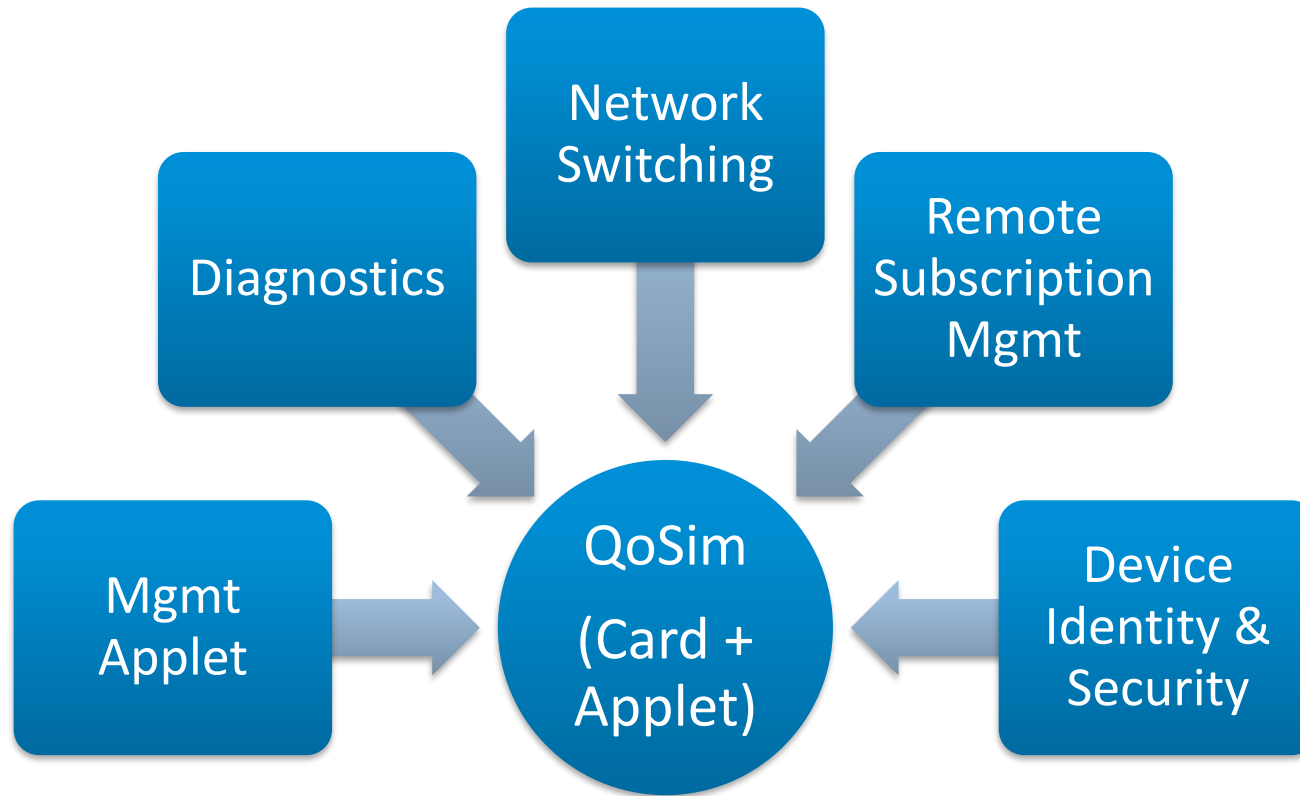 Network
Switching
Diagnostics
Remote
Subscription
Mgmt
Mgmt
Applet
QoSim
(Card +
Applet)
Device
Identity &
Security